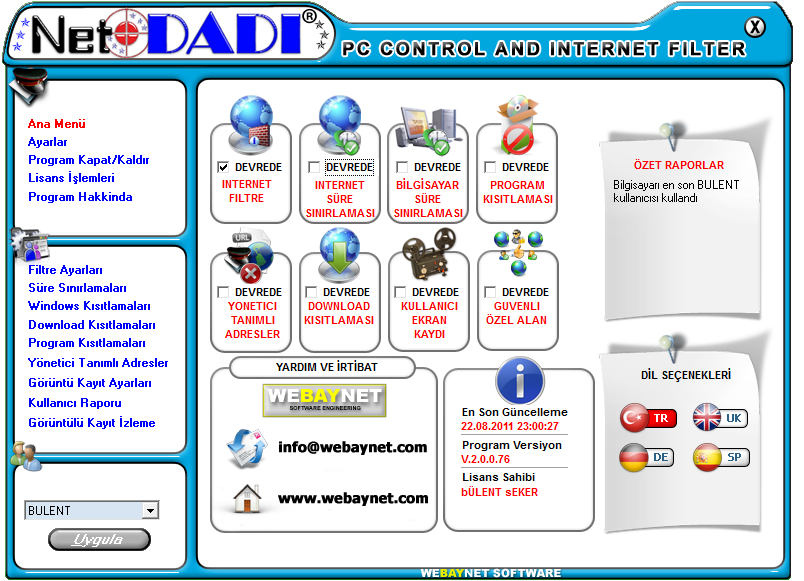 NetDADI®
PC CONTROL AND INTERNET FILTER
X
Ana Menü
Ayarlar
Program Kapat/Kaldır
Lisans İşlemleri
Program Hakkında
Filtre Ayarları
Süre Sınırlamaları
Windows Kısıtlamaları
Download Kısıtlamaları
Program Kısıtlamaları
Yönetici Tanımlı Adresler
Görüntü Kayıt Ayarları
Kullanıcı Raporu
Görüntülü Kayıt İzleme
BULENT
Uygula
DEVREDE
INTERNET
FILTRE
DEVREDE
INTERNET
SÜRE
SINIRLAMASI
DEVREDE
BİLGİSAYAR
SÜRE
SINIRLAMASI
DEVREDE
PROGRAM
KISITLAMASI
URL
DEVREDE
YONETICI
TANIMLI
ADRESLER
DEVREDE
DOWNLOAD
KISITLAMASI
DEVREDE
KULLANICI
EKRAN
KAYDI
DEVREDE
GUVENLI
ÖZEL ALAN
YARDIM VE İRTİBAT
WEBAYNET
SOFTWARE ENGINEERING
info@webaynet.com
www.webaynet.com
En Son Güncelleme
22.08.2011 23:00:27
Program Versiyon
V.2.0.0.76
Lisans Sahibi
bÜLENT sEKER
ÖZET RAPORLAR
Bilgisayarı en son BULENT
kullanıcısı kullandı
DİL SEÇENEKLERİ
TR
UK
DE
SP
WEBAYNET SOFTWARE